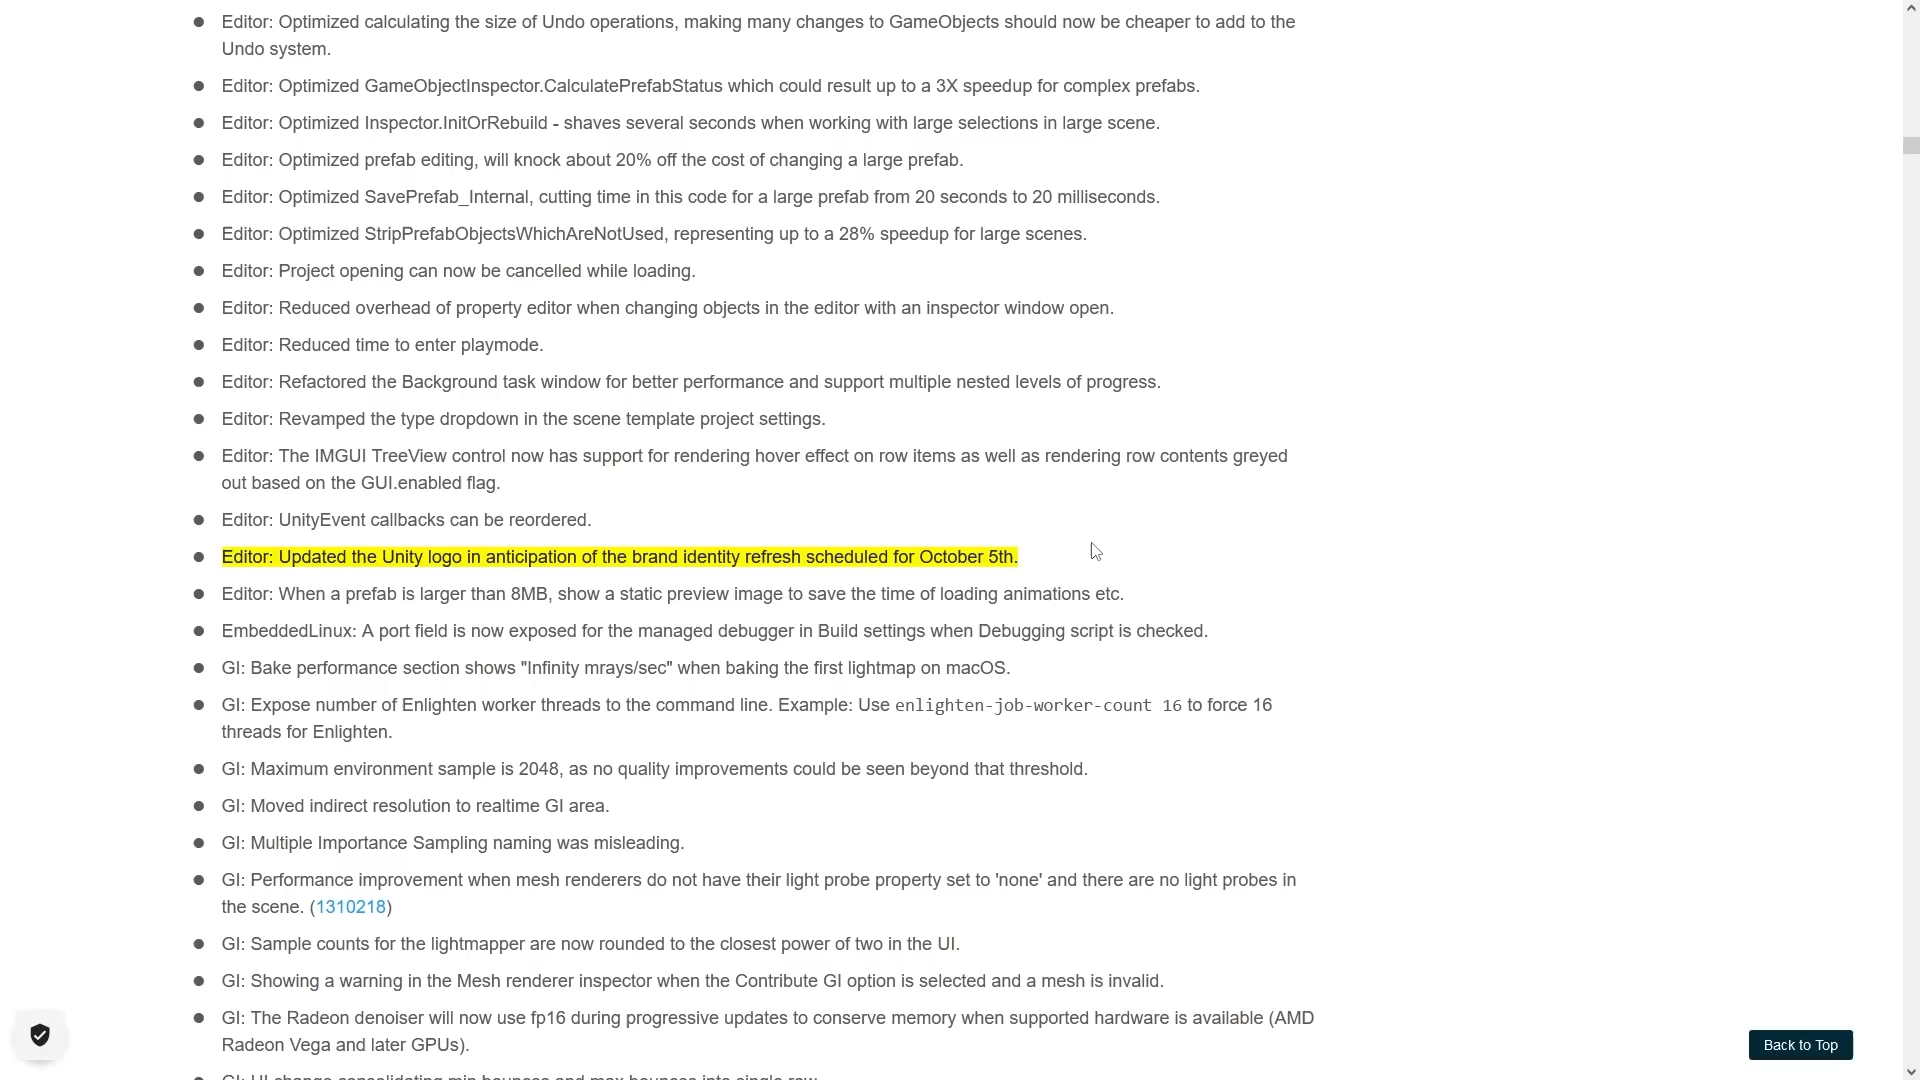 Editor: Optimized calculating the size of Undo operations, making many changes to GameObjects should now be cheaper to add to the
Undo system.
Editor: Optimized GameObjectInspector.CalculatePrefabStatus which could result up to a 3X speedup for complex prefabs.
Editor: Optimized Inspector.InitOrRebuild - shaves several seconds when working with large selections in large scene.
Editor: Optimized prefab editing, will knock about 20% off the cost of changing a large prefab.
Editor: Optimized SavePrefab_Internal, cutting time in this code for a large prefab from 20 seconds to 20 milliseconds.
Editor: Optimized StripPrefabObjectsWhichAreNotUsed, representing up to a 28% speedup for large scenes.
Editor: Project opening can now be cancelled while loading.
Editor: Reduced overhead of property editor when changing objects in the editor with an inspector window open.
Editor: Reduced time to enter playmode.
Editor: Refactored the Background task window for better performance and support multiple nested levels of progress.
Editor: Revamped the type dropdown in the scene template project settings.
Editor: The IMGUI TreeView control now has support for rendering hover effect on row items as well as rendering row contents greyed
out based on the GUI.enabled flag.
Editor: UnityEvent callbacks can be reordered.
Editor: Updated the Unity logo in anticipation of the brand identity refresh scheduled for October 5th.
Editor: When a prefab is larger than 8MB, show a static preview image to save the time of loading animations etc.
EmbeddedLinux: A port field is now exposed for the managed debugger in Build settings when Debugging script is checked.
GI: Bake performance section shows "Infinity mrays/sec" when baking the first lightmap on macOS.
GI: Expose number of Enlighten worker threads to the command line. Example: Use enlighten-job-worker-count 16 to force 16
threads for Enlighten.
GI: Maximum environment sample is 2048, as no quality improvements could be seen beyond that threshold.
GI: Moved indirect resolution to realtime GI area.
GI: Multiple Importance Sampling naming was misleading.
GI: Performance improvement when mesh renderers do not have their light probe property set to 'none' and there are no light probes in
the scene. (1310218)
GI: Sample counts for the lightmapper are now rounded to the closest power of two in the UI.
GI: Showing a warning in the Mesh renderer inspector when the Contribute GI option is selected and a mesh is invalid.
GI: The Radeon denoiser will now use fp16 during progressive updates to conserve memory when supported hardware is available (AMD
Radeon Vega and later GPUs).
Back to Top
GI: UI change consolidating min bounces and max bounces into single row.